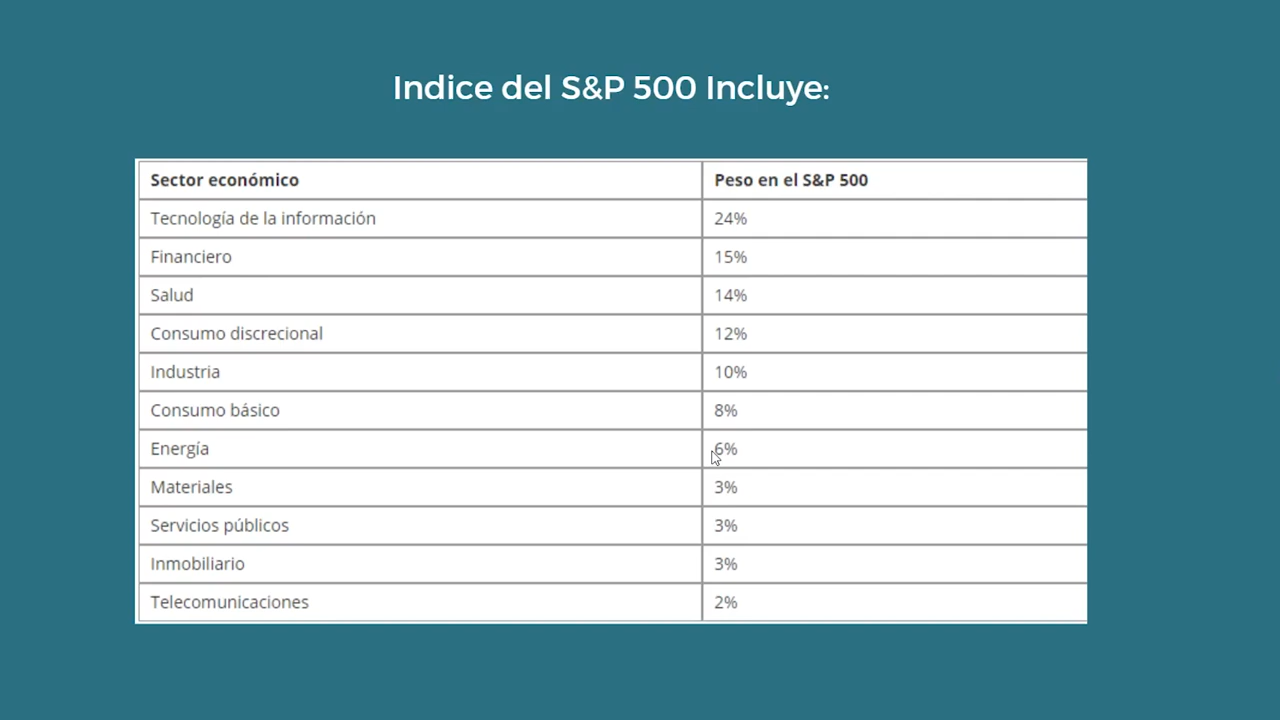 Indice del S&P 500 Incluye:
Sector económico Peso en el S&P 500
Tecnología de la información 24%
Financiero 15%
Salud 14%
Consumo discrecional 12%
Industria 10%
Consumo básico 8%
Energía 6%
Materiales 3%
Servicios públicos 3%
Inmobiliario 3%
Telecomunicaciones 2%